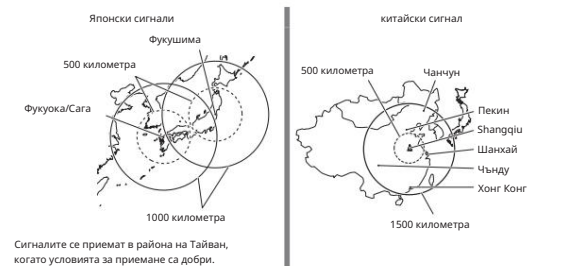 Японски сигнали
Фукушима
500 километра
Фукуока/Сага
1000 километра
Сигналите се приемат в района на Тайван,
когато условията за приемане са добри.
китайски сигнал
500 километра
Чанчун
Пекин
Shangqiu
Шанхай
Чънду
Хонг Конг
1500 километра